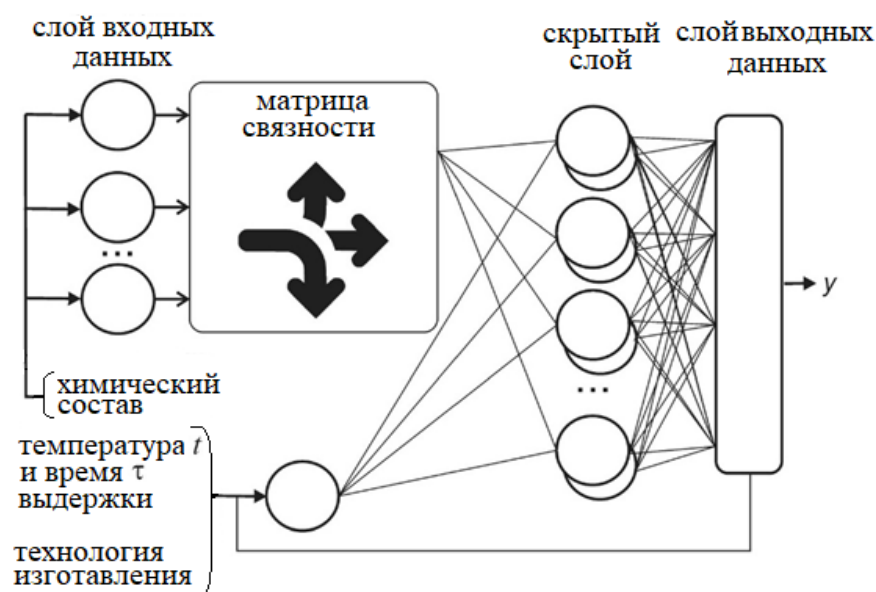 слой входных
данных
скрытый
слой
слой выходных
данных
матрица
связности
...
...
y
химический
состав
температура t
и время τ
выдержки
технология
изготавления